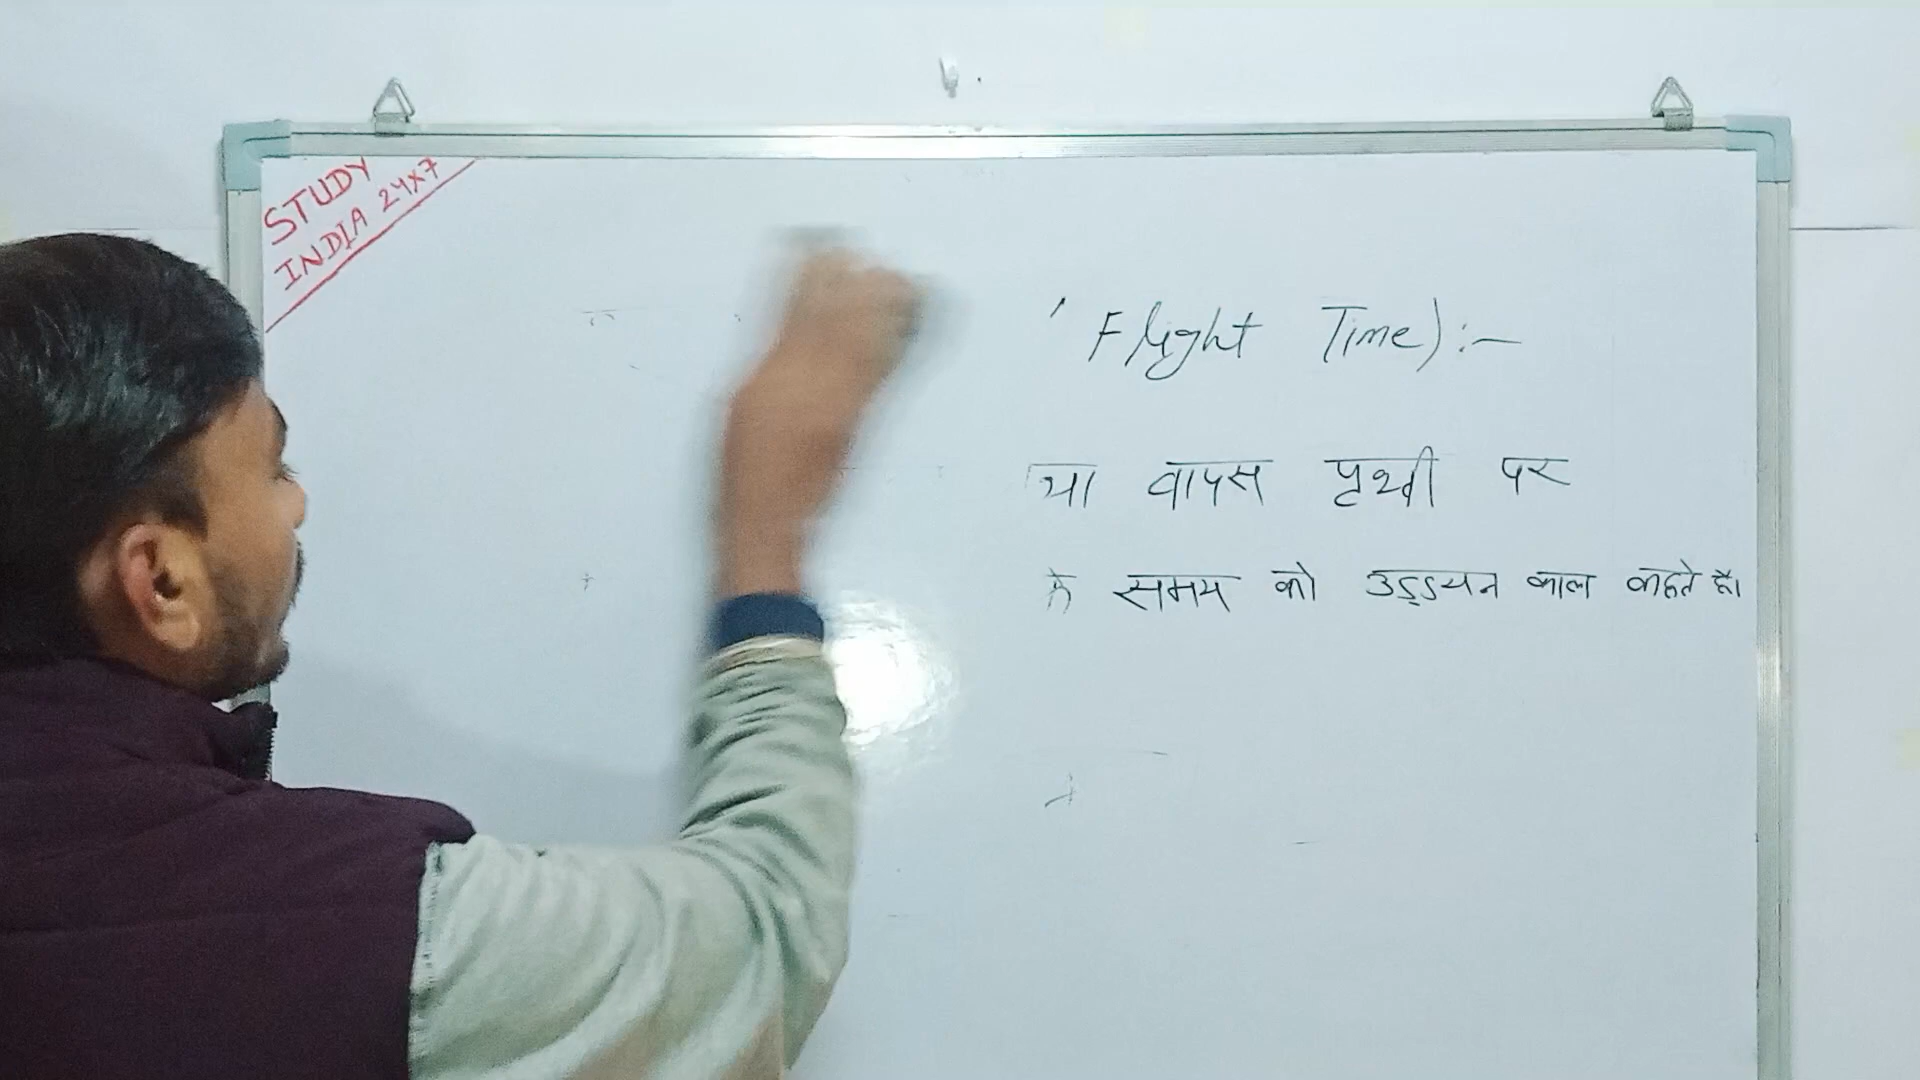 STUDY
INDIA 24x7
Flight Time):-
वापस पृथ्वी पर
समय को उड्डयन काल कहते है।